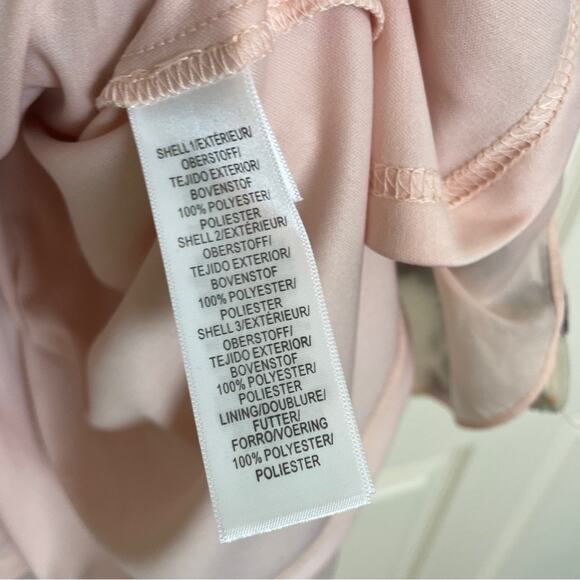 SHELL 1/EXTÉRIEUR/
OBERSTOFF/
TEJIDO EXTERIOR/
BOVENSTOF
100% POLYESTER/
POLIESTER
SHELL 2/EXTÉRIEUR/
OBERSTOFF/
TEJIDO EXTERIOR/
BOVENSTOF
100% POLYESTER/
POLIESTER
SHELL 3/EXTÉRIEUR/
OBERSTOFF/
TEJIDO EXTERIOR/
BOVENSTOF
100% POLYESTER/
POLIESTER
LINING/DOUBLURE/
FUTTER/
FORRO/VOERING
100% POLYESTER/
POLIESTER